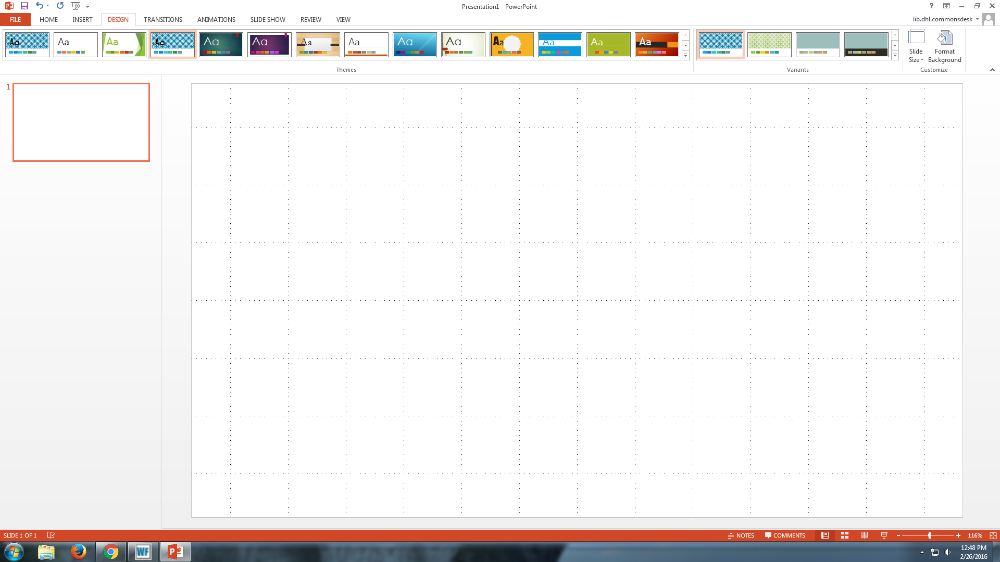 Presentation1 - PowerPoint
?
FILE HOME INSERT DESIGN TRANSITIONS ANIMATIONS SLIDE SHOW REVIEW VIEW
lib.dhl.commonsdesk
Aa Aa Aa Aa Aa Aa Aa Aa Aa Aa Aa Aa Aa Aa
Slide Size
Format Background
Themes
Variants
Customize
1
SLIDE 1 OF 1
NOTES
COMMENTS
116%
WF
P
12:48 PM
2/26/2016